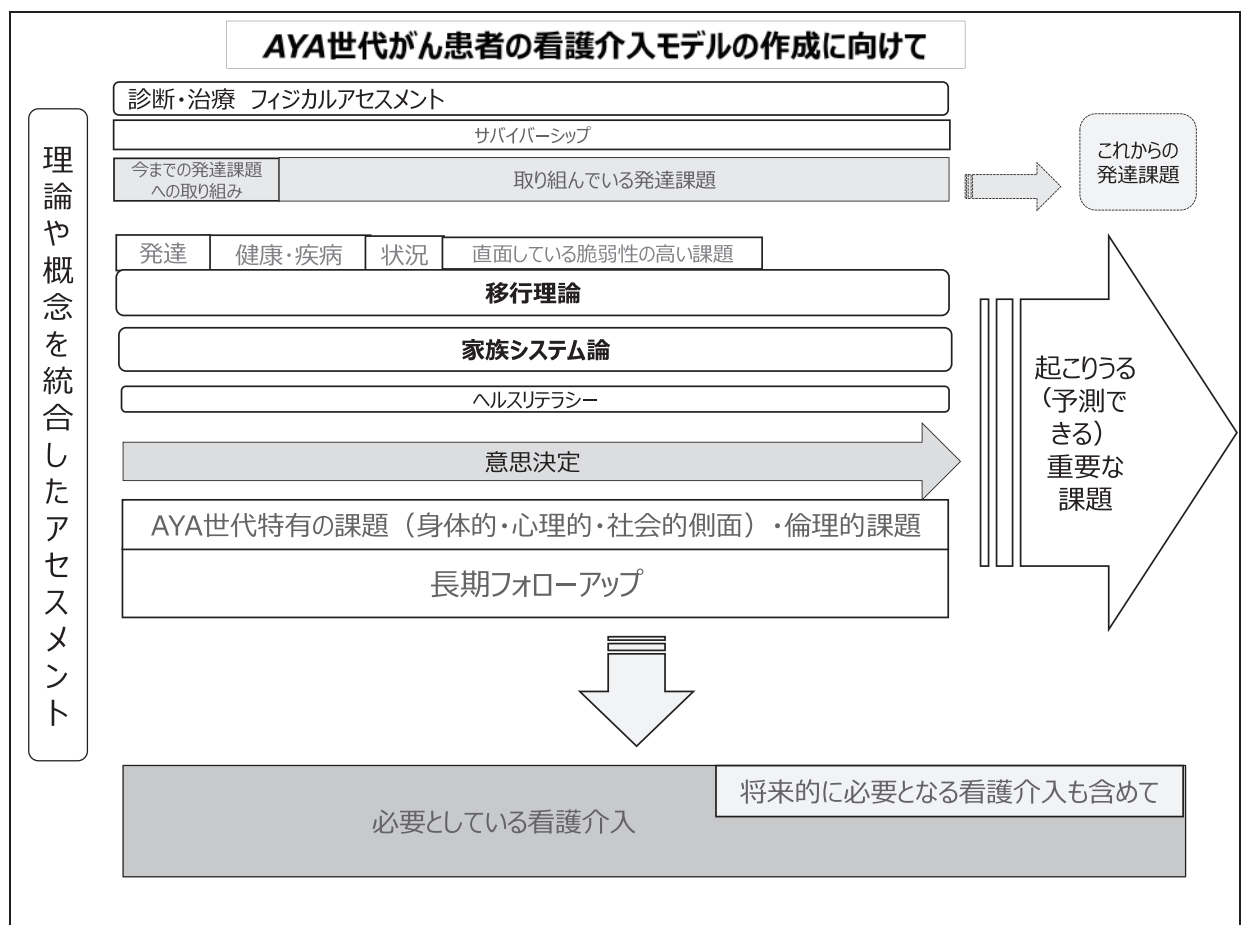 AYA世代がん患者の看護介入モデルの作成に向けて
理論や概念を統合したアセスメント
診断・治療 フィジカルアセスメント
サバイバーシップ
今までの発達課題
への取り組み
取り組んでいる発達課題
これからの
発達課題
発達
健康・疾病
状況
直面している脆弱性の高い課題
移行理論
家族システム論
ヘルスリテラシー
意思決定
AYA世代特有の課題（身体的・心理的・社会的側面）・倫理的課題
長期フォローアップ
起こりうる
（予測で
きる）
重要な
課題
将来的に必要となる看護介入も含めて
必要としている看護介入